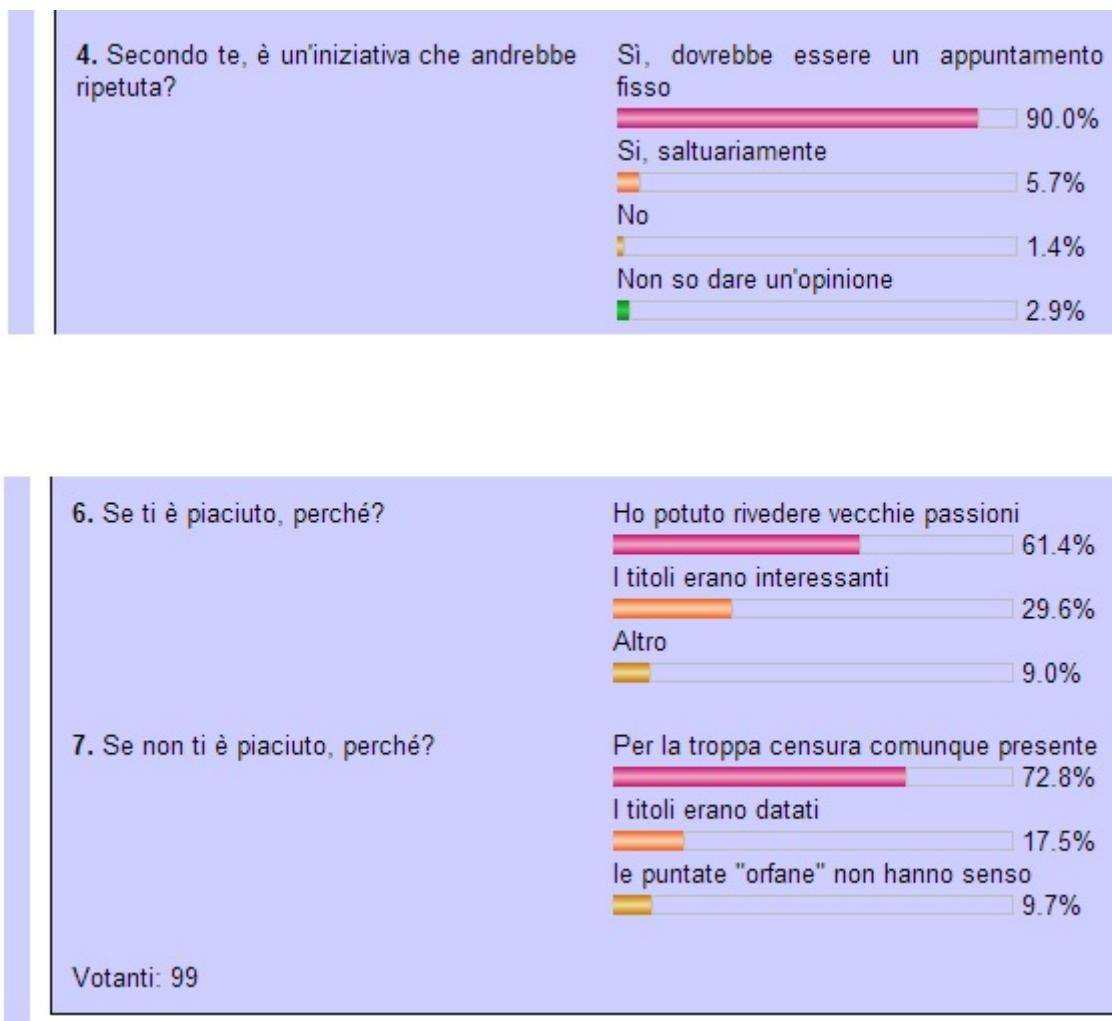 4. Secondo te, è un'iniziativa che andrebbe
ripetuta?
Sì, dovrebbe essere un appuntamento
fisso
90.0%
Si, saltuariamente
5.7%
No
1.4%
Non so dare un'opinione
2.9%
6. Se ti è piaciuto, perché?
Ho potuto rivedere vecchie passioni
61.4%
I titoli erano interessanti
29.6%
Altro
9.0%
7. Se non ti è piaciuto, perché?
Per la troppa censura comunque presente
72.8%
I titoli erano datati
17.5%
le puntate "orfane" non hanno senso
9.7%
Votanti: 99